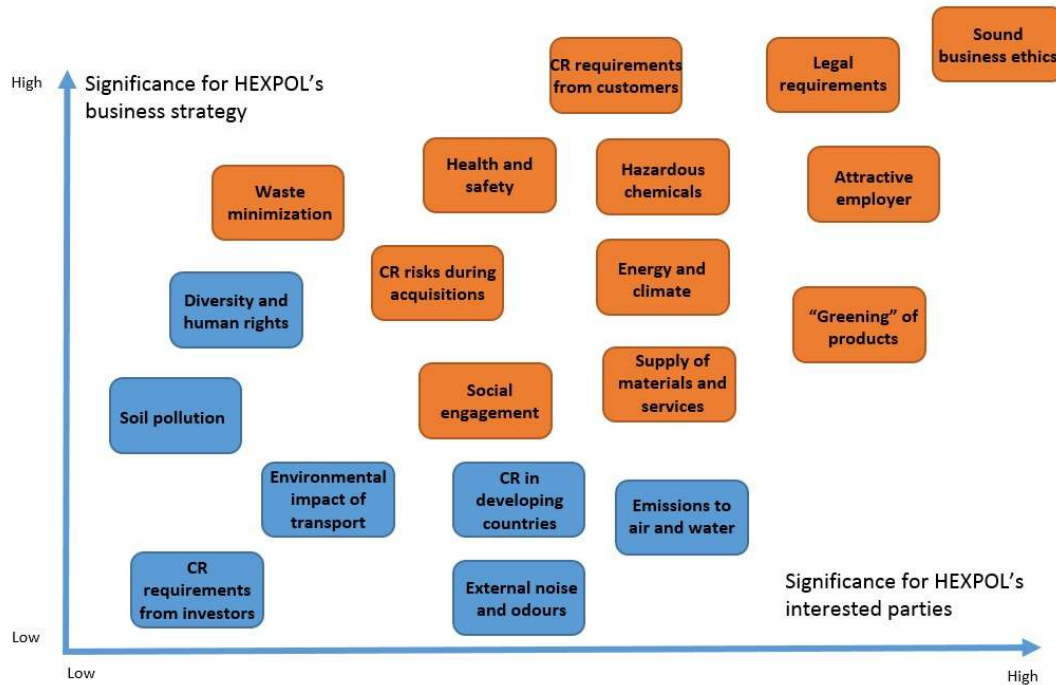 High
Significance for HEXPOL's
business strategy
CR requirements
from customers
Legal
requirements
Sound
business ethics
Waste
minimization
Health and
safety
Hazardous
chemicals
Attractive
employer
Diversity and
human rights
CR risks during
acquisitions
Energy and
climate
“Greening” of
products
Soil pollution
Social
engagement
Supply of
materials and
services
Environmental
impact of
transport
CR in
developing
countries
Emissions to
air and water
CR
requirements
from investors
External noise
and odours
Significance for HEXPOL's
interested parties
Low
Low
High